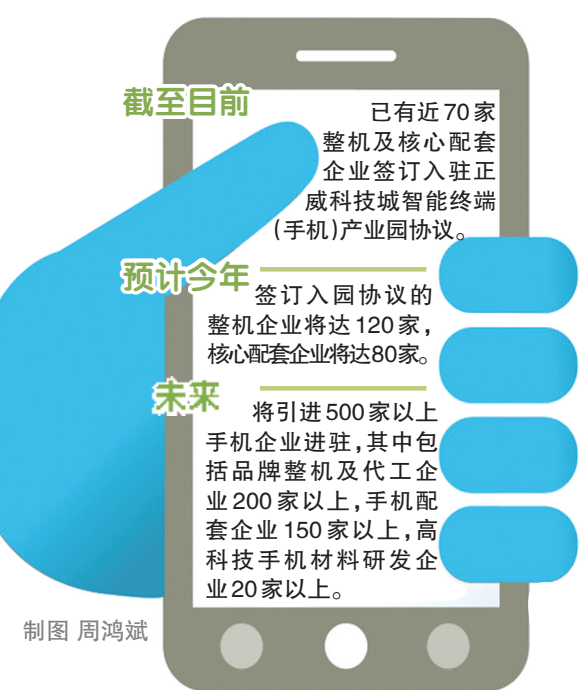 截至目前
已有近70家
整机及核心配套
企业签订入驻正
威科技城智能终端
(手机)产业园协议。
预计今年
签订入园协议的
整机企业将达120家，
核心配套企业将达80家。
未来
将引进500家以上
手机企业进驻，其中包
括品牌整机及代工企
业200家以上，手机配
套企业150家以上，高
科技手机材料研发企
业20家以上。
制图 周鸿斌